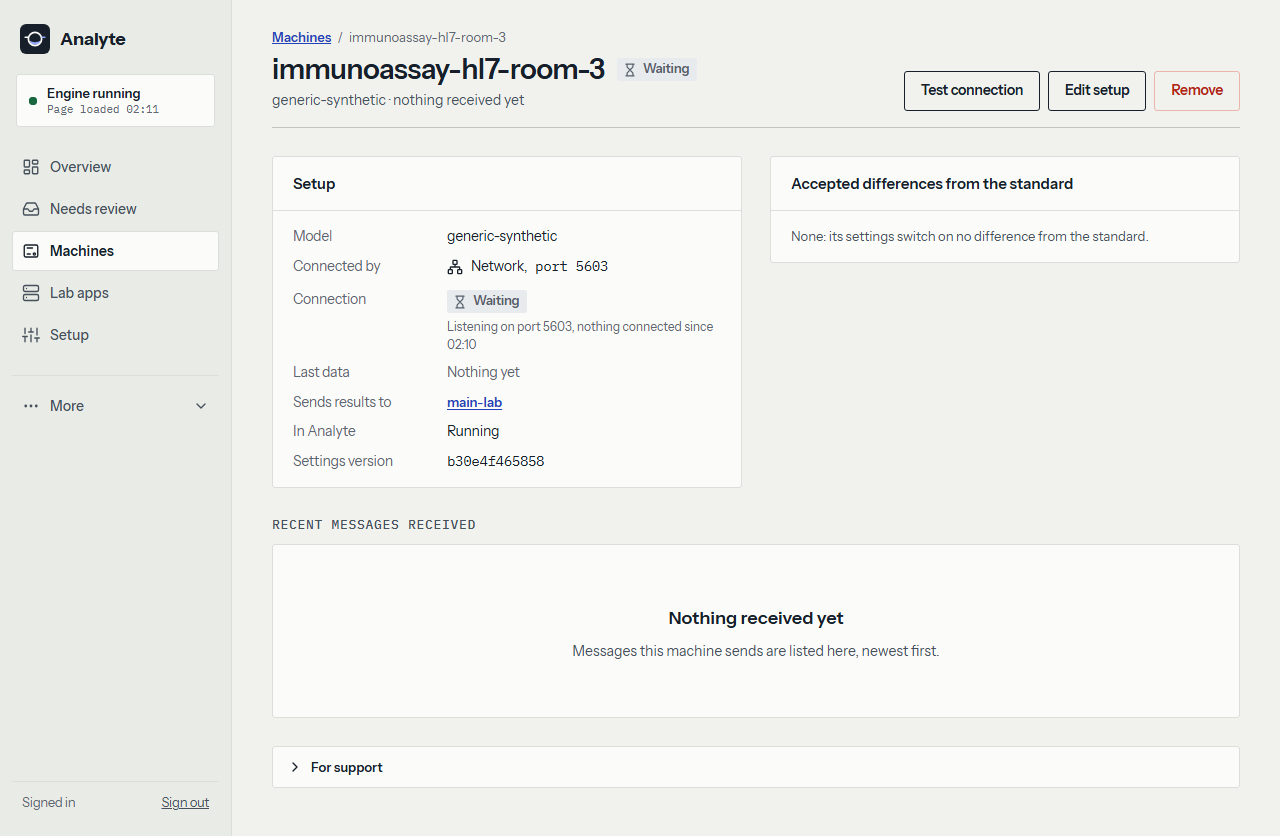 Analyte
Engine running
Page loaded 02:11
Overview
Needs review
Machines
Lab apps
Setup
More
Signed in
Sign out
Machines / immunoassay-hl7-room-3
immunoassay-hl7-room-3 Waiting
generic-synthetic · nothing received yet
Test connection
Edit setup
Remove
Setup
Model generic-synthetic
Connected by Network, port 5603
Connection Waiting
Listening on port 5603, nothing connected since
02:10
Last data Nothing yet
Sends results to main-lab
In Analyte Running
Settings version b30e4f465858
Accepted differences from the standard
None: its settings switch on no difference from the standard.
RECENT MESSAGES RECEIVED
Nothing received yet
Messages this machine sends are listed here, newest first.
For support